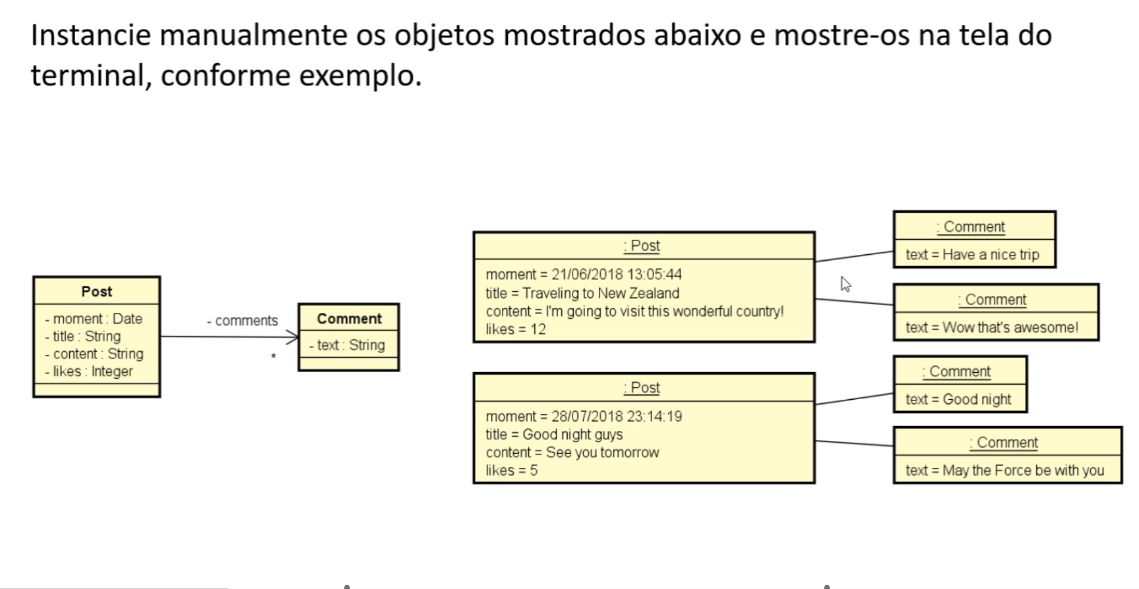 Instancie manualmente os objetos mostrados abaixo e mostre-os na tela do
terminal, conforme exemplo.
Post
- moment : Date
- title : String
- content : String
- likes : Integer
- comments
*
Comment
- text : String
: Post
moment = 21/06/2018 13:05:44
title = Traveling to New Zealand
content = I'm going to visit this wonderful country!
likes = 12
: Comment
text = Have a nice trip
: Comment
text = Wow that's awesome!
: Post
moment = 28/07/2018 23:14:19
title = Good night guys
content = See you tomorrow
likes = 5
: Comment
text = Good night
: Comment
text = May the Force be with you